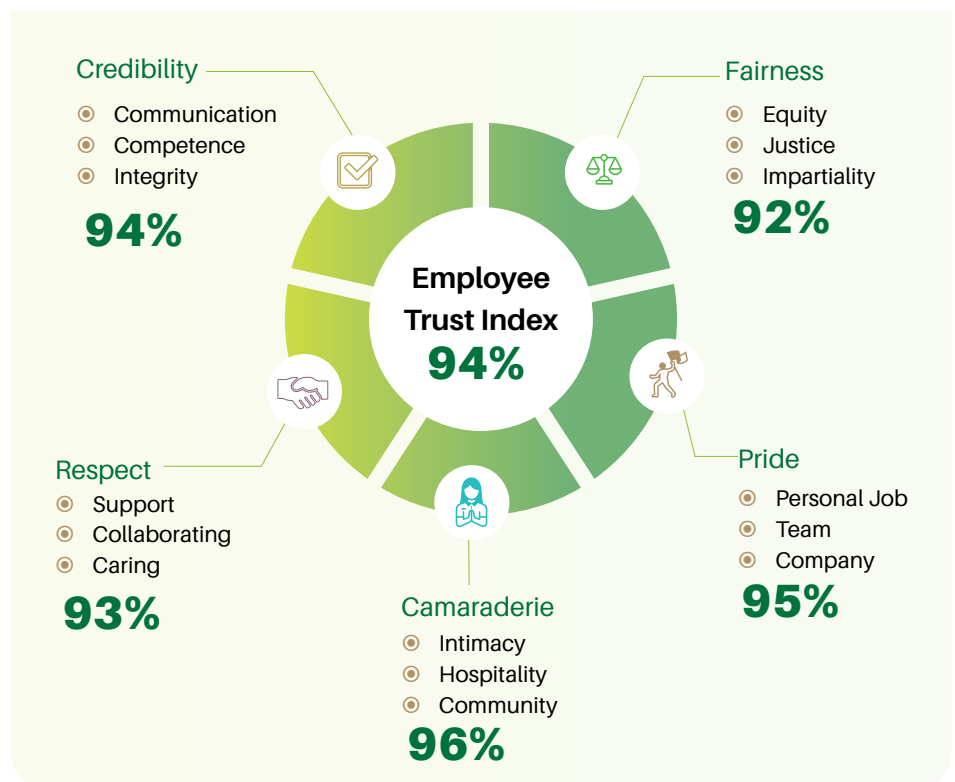 Credibility
Communication
Competence
Integrity
94%
Fairness
Equity
Justice
Impartiality
92%
Employee
Trust Index
94%
Respect
Support
Collaborating
Caring
93%
Camaraderie
Intimacy
Hospitality
Community
96%
Pride
Personal Job
Team
Company
95%